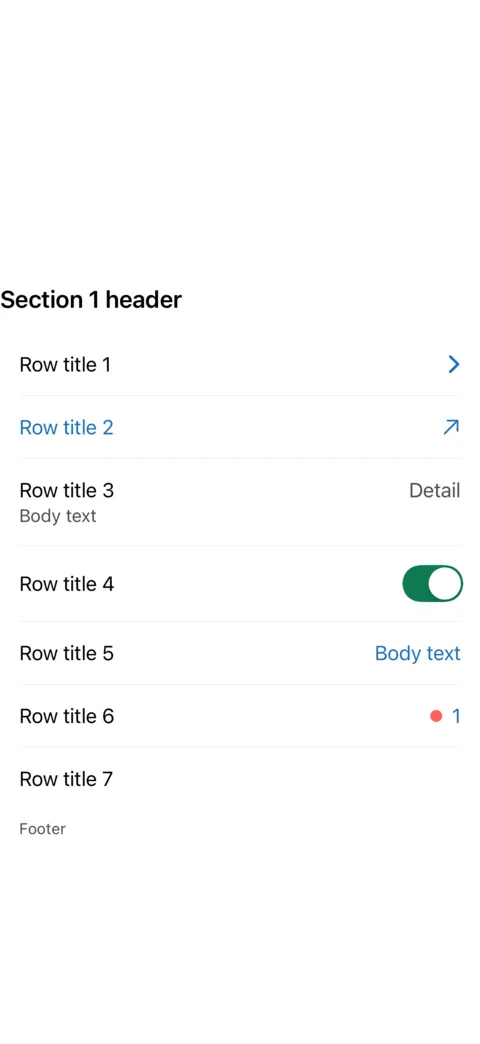 Section 1 header
Row title 1
Row title 2
Row title 3 Detail
Body text
Row title 4
Row title 5 Body text
Row title 6 1
Row title 7
Footer